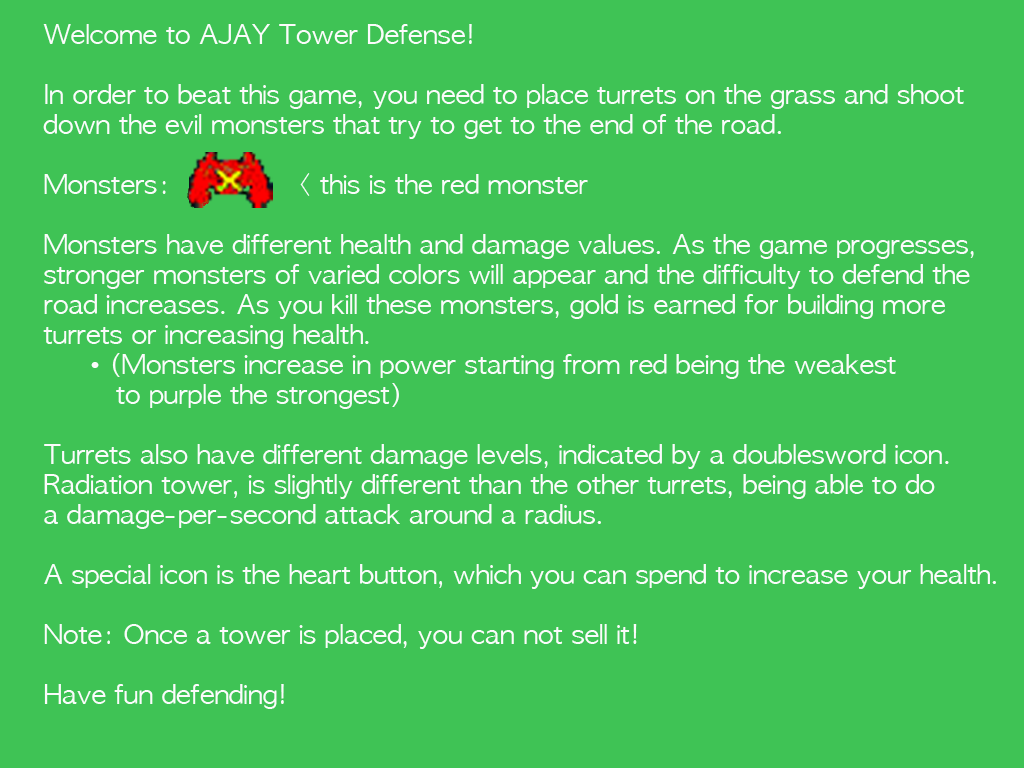 Welcome to AJAY Tower Defense!
In order to beat this game, you need to place turrets on the grass and shoot
down the evil monsters that try to get to the end of the road.
Monsters: < this is the red monster
Monsters have different health and damage values. As the game progresses,
stronger monsters of varied colors will appear and the difficulty to defend the
road increases. As you kill these monsters, gold is earned for building more
turrets or increasing health.
• (Monsters increase in power starting from red being the weakest
to purple the strongest)
Turrets also have different damage levels, indicated by a doublesword icon.
Radiation tower, is slightly different than the other turrets, being able to do
a damage-per-second attack around a radius.
A special icon is the heart button, which you can spend to increase your health.
Note: Once a tower is placed, you can not sell it!
Have fun defending!